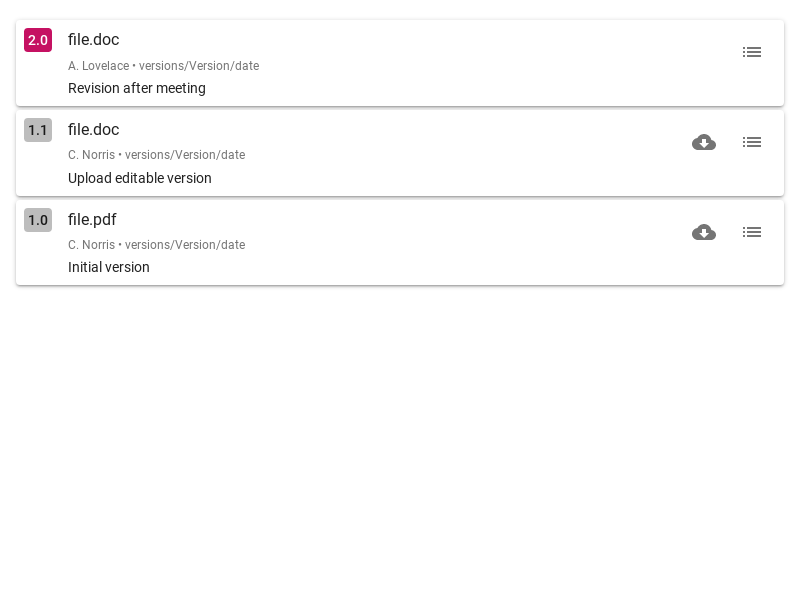 2.0 file.doc
A. Lovelace • versions/Version/date
Revision after meeting
1.1 file.doc
C. Norris • versions/Version/date
Upload editable version
1.0 file.pdf
C. Norris • versions/Version/date
Initial version